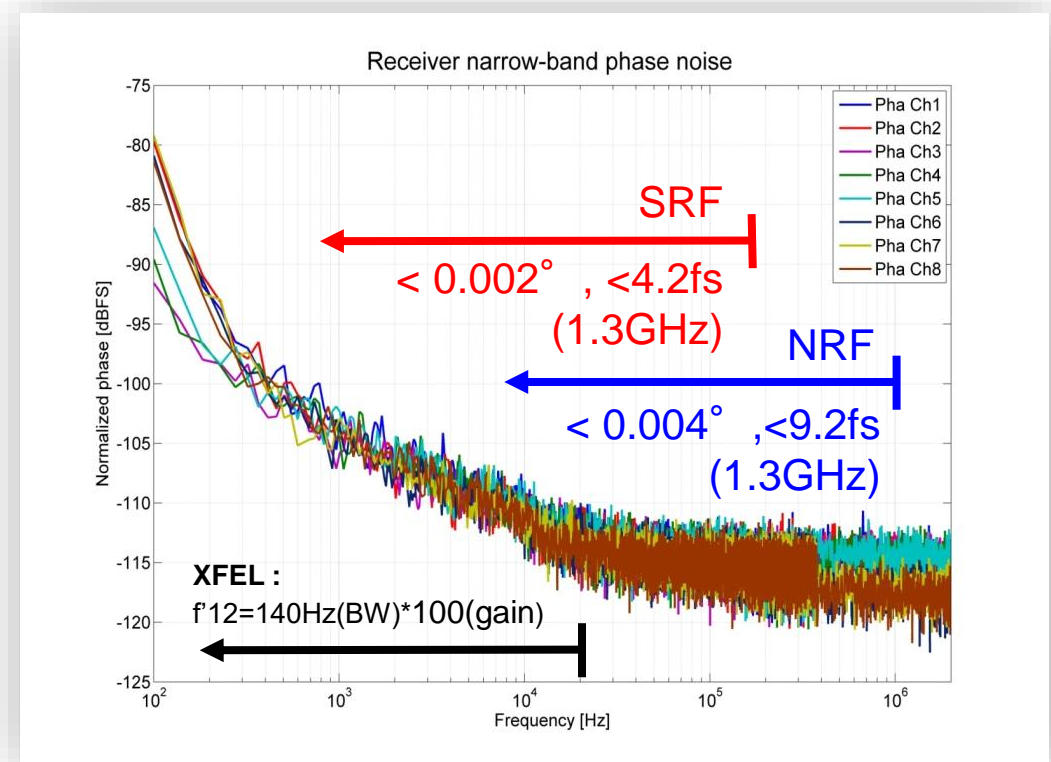 Receiver narrow-band phase noise
-75
-80
-85
-90
-95
-100
-105
-110
-115
-120
-125
Normalized phase [dBFS]
Pha Ch1
Pha Ch2
Pha Ch3
Pha Ch4
Pha Ch5
Pha Ch6
Pha Ch7
Pha Ch8
SRF
< 0.002° , <4.2fs
(1.3GHz)
NRF
< 0.004° ,<9.2fs
(1.3GHz)
XFEL :
f'12=140Hz(BW)*100(gain)
10² 10³ 10⁴ 10⁵ 10⁶
Frequency [Hz]